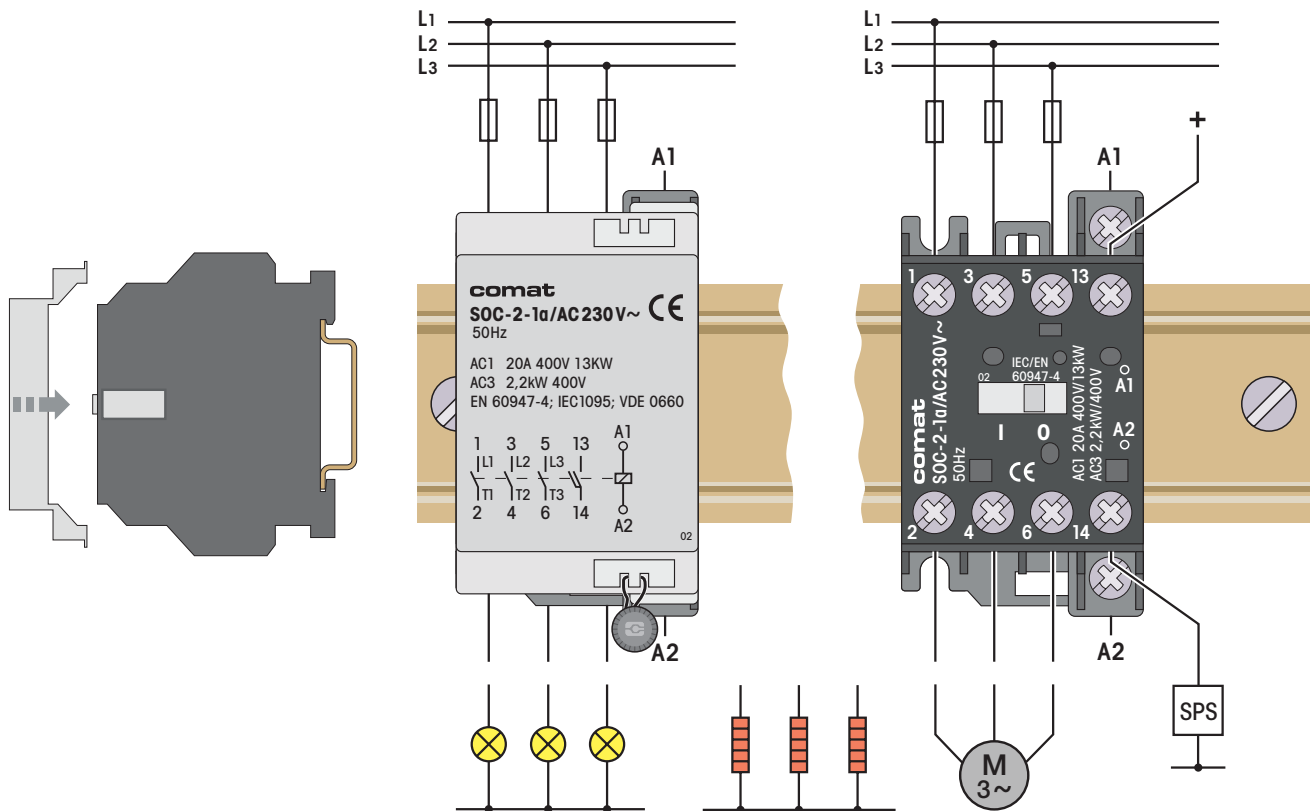 L1
L2
L3
A1
comat
SOC-2-1a/AC 230 V~ CE
50Hz
AC1 20A 400V 13KW
AC3 2,2kW 400V
EN 60947-4; IEC1095; VDE 0660
1 3 5 13 A1
L1 L2 L3
T1 T2 T3
2 4 6 14 A2
02
A2
L1
L2
L3
+
A1
1 3 5 13
comat
SOC-2-1a/AC230V~
50Hz
IEC/EN
02 60947-4
I 0
CE
AC1 20A 400V/13kW
AC3 2,2kW/400V
A1
A2
2 4 6 14
A2
SPS
M
3~